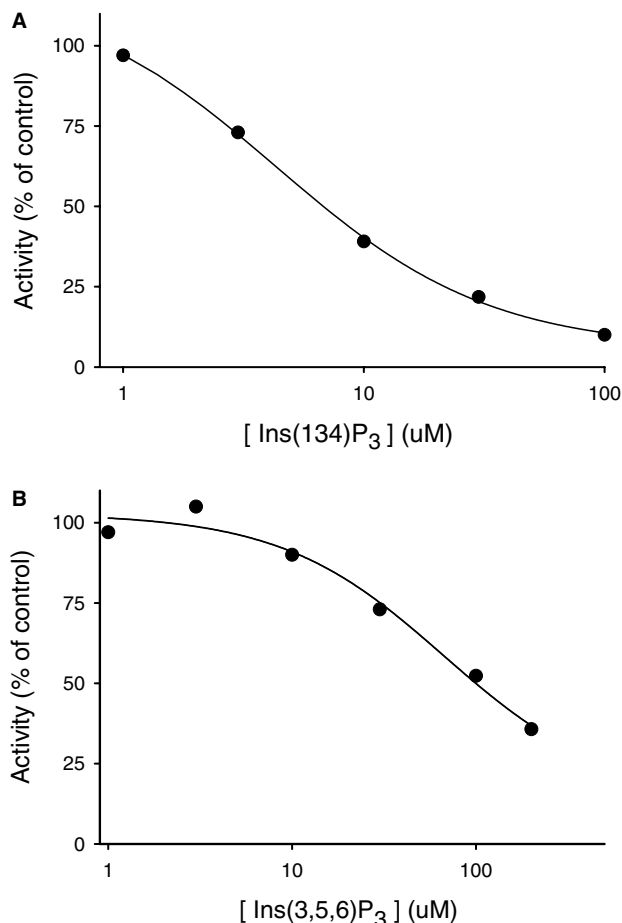 A
100
75
50
25
0
Activity (% of control)
1 10 100
[ Ins(134)P3 ] (uM)
B
100
75
50
25
0
Activity (% of control)
1 10 100
[ Ins(3,5,6)P3 ] (uM)